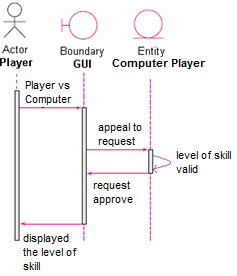 Actor
Player
Boundary
GUI
Entity
Computer Player
Player vs
Computer
appeal to
request
level of skill
valid
request
approve
displayed
the level of
skill